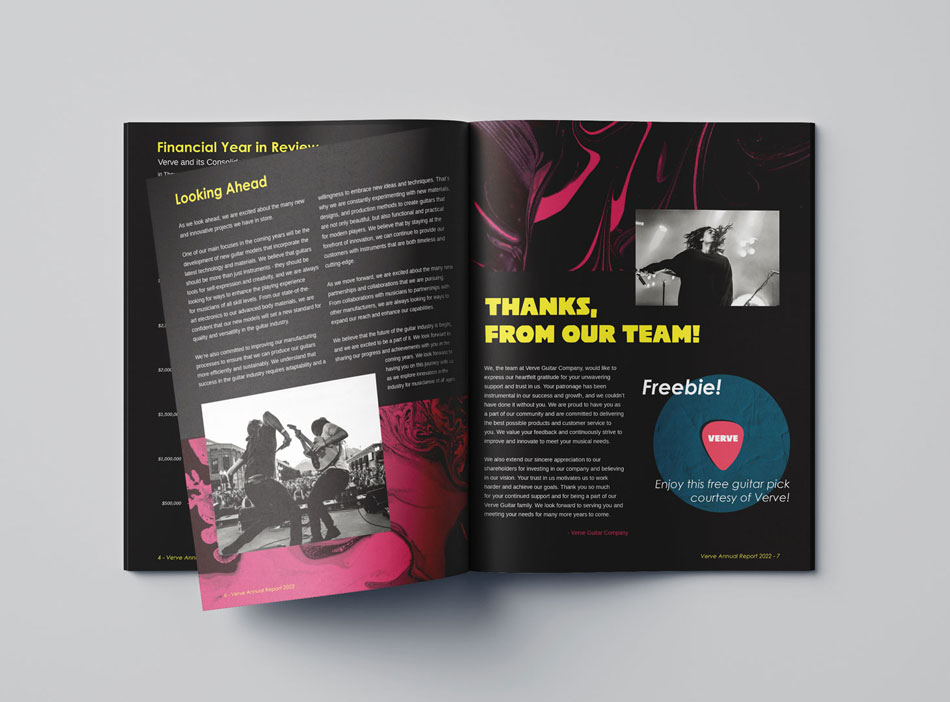 Financial Year in Review
Verve and its Consolid
in Th
$2,
$2,00
$1,500,00
$1,000,000
$500,000
4 - Verve Ann
Looking Ahead
As we look ahead, we are excited about the many new
and innovative projects we have in store.
One of our main focuses in the coming years will be the
development of new guitar models that incorporate the
latest technology and materials. We believe that guitars
should be more than just instruments - they should be
tools for self-expression and creativity, and we are always
looking for ways to enhance the playing experience
for musicians of all skill levels. From our state-of-the-
art electronics to our advanced body materials, we are
confident that our new models will set a new standard for
quality and versatility in the guitar industry.
We're also committed to improving our manufacturing
processes to ensure that we can produce our guitars
more efficiently and sustainably. We understand that
success in the guitar industry requires adaptability and a
willingness to embrace new ideas and techniques. That's
why we are constantly experimenting with new materials,
designs, and production methods to create guitars that
are not only beautiful, but also functional and practical
for modern players. We believe that by staying at the
forefront of innovation, we can continue to provide our
customers with instruments that are both timeless and
cutting-edge.
As we move forward, we are excited about the many new
partnerships and collaborations that we are pursuing.
From collaborations with musicians to partnerships with
other manufacturers, we are always looking for ways to
expand our reach and enhance our capabilities.
We believe that the future of the guitar industry is bright,
and we are excited to be a part of it. We look forward to
sharing our progress and achievements with you in the
coming years. We look forward to
having you on this journey with us
as we explore innovation in the
industry for musicians of all ages.
6 - Verve Annual Report 2022
THANKS,
FROM OUR TEAM!
We, the team at Verve Guitar Company, would like to
express our heartfelt gratitude for your unwavering
support and trust in us. Your patronage has been
instrumental in our success and growth, and we couldn't
have done it without you. We are proud to have you as
a part of our community and are committed to delivering
the best possible products and customer service to
you. We value your feedback and continuously strive to
improve and innovate to meet your musical needs.
We also extend our sincere appreciation to our
shareholders for investing in our company and believing
in our vision. Your trust in us motivates us to work
harder and achieve our goals. Thank you so much
for your continued support and for being a part of our
Verve Guitar family. We look forward to serving you and
meeting your needs for many more years to come.
- Verve Guitar Company
Freebie!
VERVE
Enjoy this free guitar pick
courtesy of Verve!
Verve Annual Report 2022 - 7